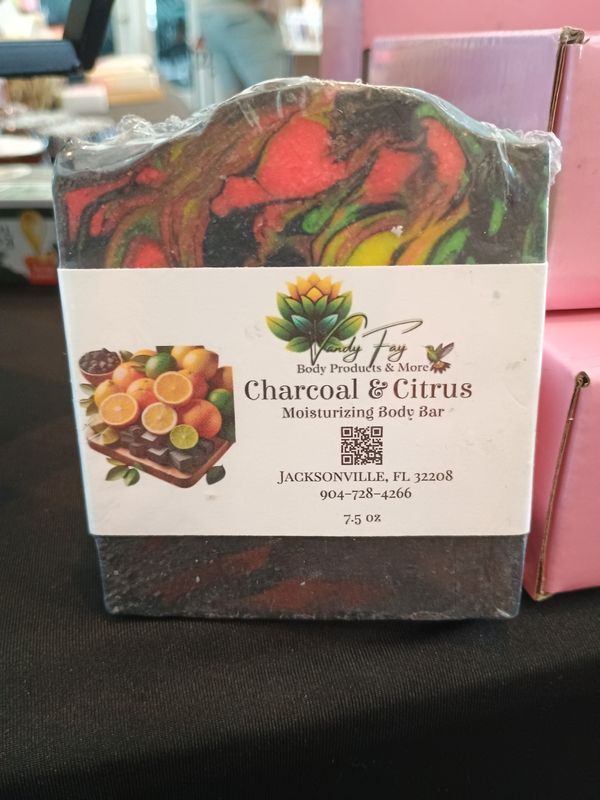 Vandy Fay
Body Products & More
Charcoal & Citrus
Moisturizing Body Bar
Jacksonville, FL 32208
904-728-4266
7.5 oz